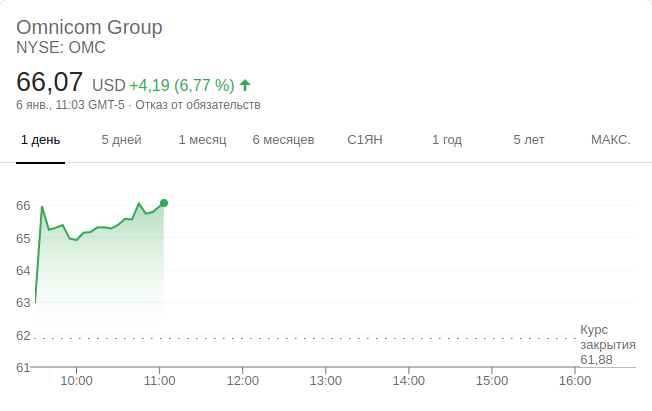 Omnicom Group
NYSE: OMC
66,07 USD +4,19 (6,77 %)
6 янв., 11:03 GMT-5 · Отказ от обязательств
1 день 5 дней 1 месяц 6 месяцев С1ЯН 1 год 5 лет МАКС.
66
65
64
63
62
61
Курс
закрытия
61,88
10:00 11:00 12:00 13:00 14:00 15:00 16:00